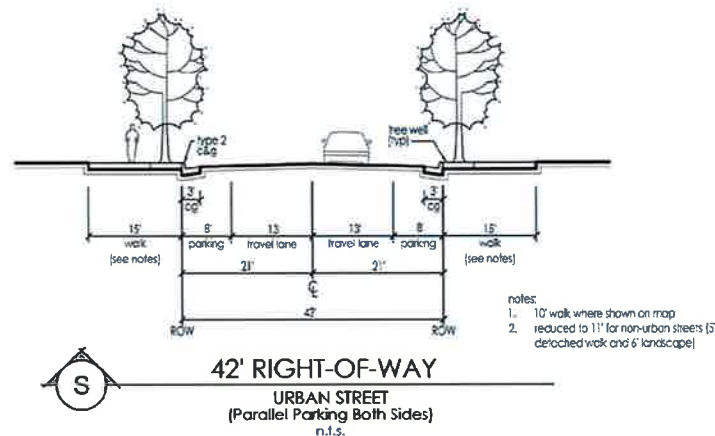 type 2
c&g
tree well
(typ)
3'
cg
3'
cg
15'
8'
13'
13'
8'
15'
walk
parking
travel lane
travel lane
parking
walk
(see notes)
(see notes)
21'
21'
42'
ROW
ROW
notes:
1. 10' walk where shown on map
2. reduced to 11' for non-urban streets (5'
detached walk and 6' landscape)
S
42' RIGHT-OF-WAY
URBAN STREET
(Parallel Parking Both Sides)
n.t.s.